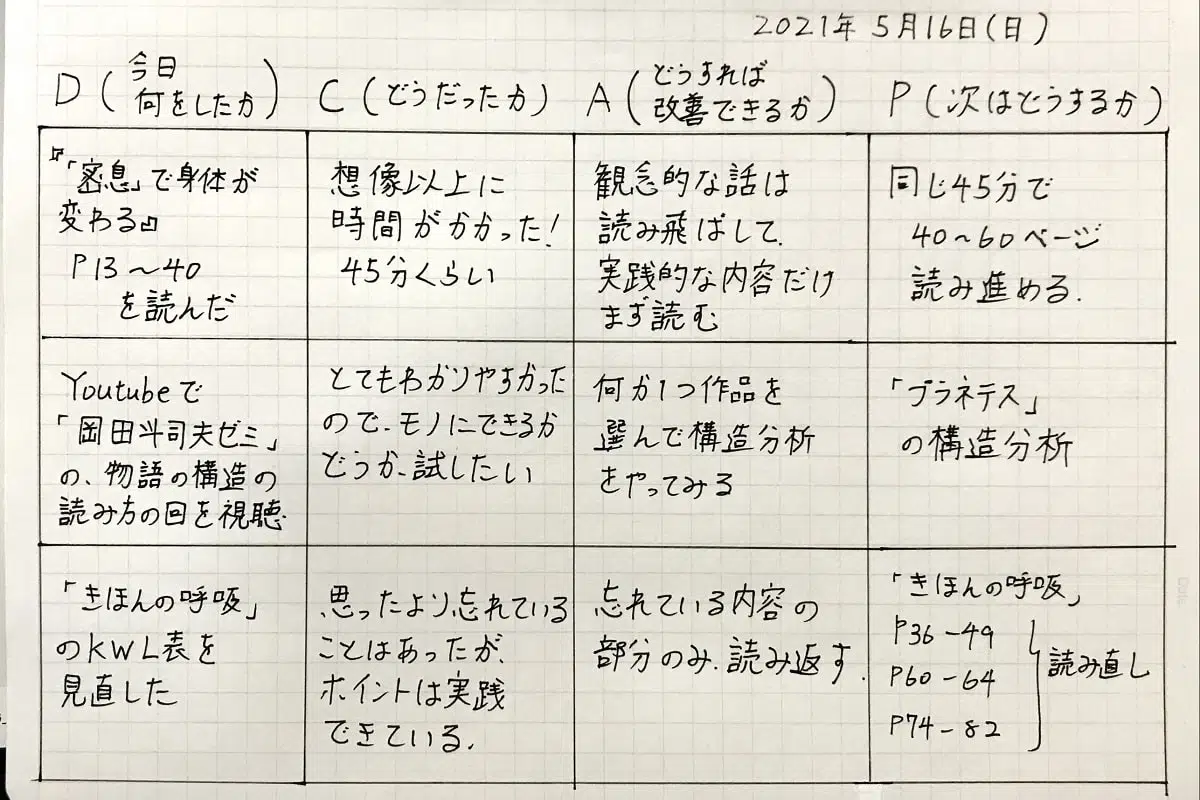 2021年 5月16日(日)
D (今日何をしたか)
C (どうだったか)
A (どうすれば改善できるか)
P (次はどうするか)
『「密息」で身体が
変わる』
P13〜40
を読んだ
想像以上に
時間がかかった!
45分くらい
観念的な話は
読み飛ばして、
実践的な内容だけ
まず読む
同じ45分で
40〜60ページ
読み進める.
Youtubeで
「岡田斗司夫ゼミ」
の、物語の構造の
読み方の回を視聴
とてもわかりやすかった
ので、モノにできるか
どうか、試したい
何か1つ作品を
選んで構造分析
をやってみる
「プラネテス」
の構造分析
「きほんの呼吸」
のKWL表を
見直した
思ったより忘れている
ことはあったが、
ポイントは実践
できている.
忘れている内容の
部分のみ、読み返す.
「きほんの呼吸」
P36-49
P60-64
P74-82
読み直し